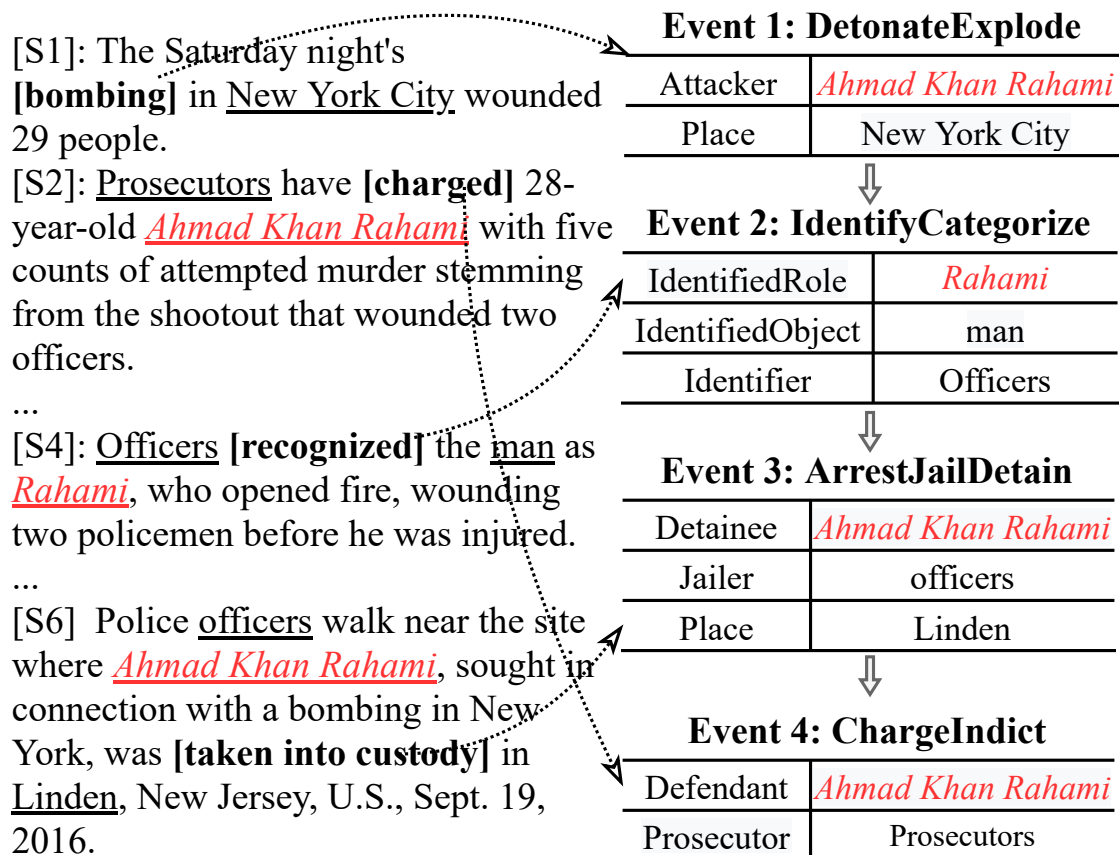 [S1]: The Saturday night's
[bombing] in New York City wounded
29 people.
[S2]: Prosecutors have [charged] 28-
year-old Ahmad Khan Rahami with five
counts of attempted murder stemming
from the shootout that wounded two
officers.
...
[S4]: Officers [recognized] the man as
Rahami, who opened fire, wounding
two policemen before he was injured.
...
[S6] Police officers walk near the site
where Ahmad Khan Rahami, sought in
connection with a bombing in New
York, was [taken into custody] in
Linden, New Jersey, U.S., Sept. 19,
2016.
Event 1: DetonateExplode
Attacker Ahmad Khan Rahami
Place New York City
Event 2: IdentifyCategorize
IdentifiedRole Rahami
IdentifiedObject man
Identifier Officers
Event 3: ArrestJailDetain
Detainee Ahmad Khan Rahami
Jailer officers
Place Linden
Event 4: ChargeIndict
Defendant Ahmad Khan Rahami
Prosecutor Prosecutors